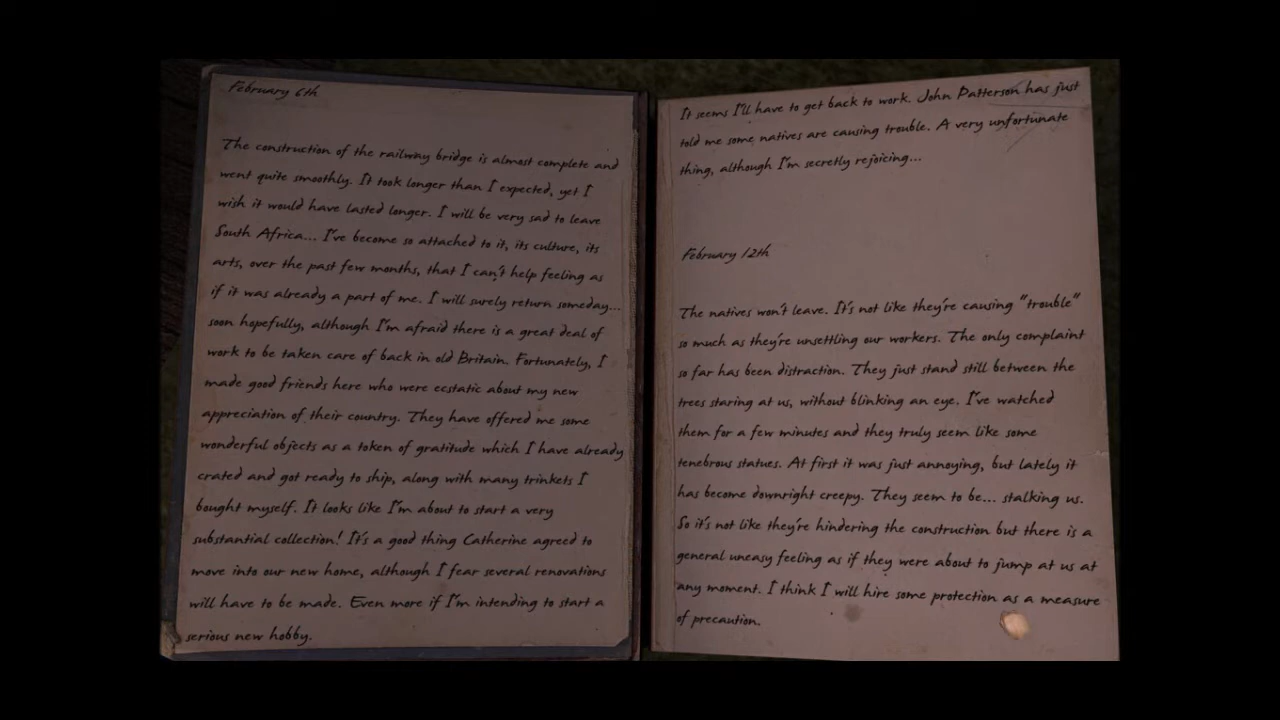 February 6th
The construction of the railway bridge is almost complete and
went quite smoothly. It took longer than I expected, yet I
wish it would have lasted longer. I will be very sad to leave
South Africa... I've become so attached to it, its culture, its
arts, over the past few months, that I can't help feeling as
if it was already a part of me. I will surely return someday...
soon hopefully, although I'm afraid there is a great deal of
work to be taken care of back in old Britain. Fortunately, I
made good friends here who were ecstatic about my new
appreciation of their country. They have offered me some
wonderful objects as a token of gratitude which I have already
crated and got ready to ship, along with many trinkets I
bought myself. It looks like I'm about to start a very
substantial collection! It's a good thing Catherine agreed to
move into our new home, although I fear several renovations
will have to be made. Even more if I'm intending to start a
serious new hobby.
It seems I'll have to get back to work. John Patterson has just
told me some natives are causing trouble. A very unfortunate
thing, although I'm secretly rejoicing...
February 12th
The natives won't leave. It's not like they're causing "trouble"
so much as they're unsettling our workers. The only complaint
so far has been distraction. They just stand still between the
trees staring at us, without blinking an eye. I've watched
them for a few minutes and they truly seem like some
tenebrous statues. At first it was just annoying, but lately it
has become downright creepy. They seem to be... stalking us.
So it's not like they're hindering the construction but there is a
general uneasy feeling as if they were about to jump at us at
any moment. I think I will hire some protection as a measure
of precaution.